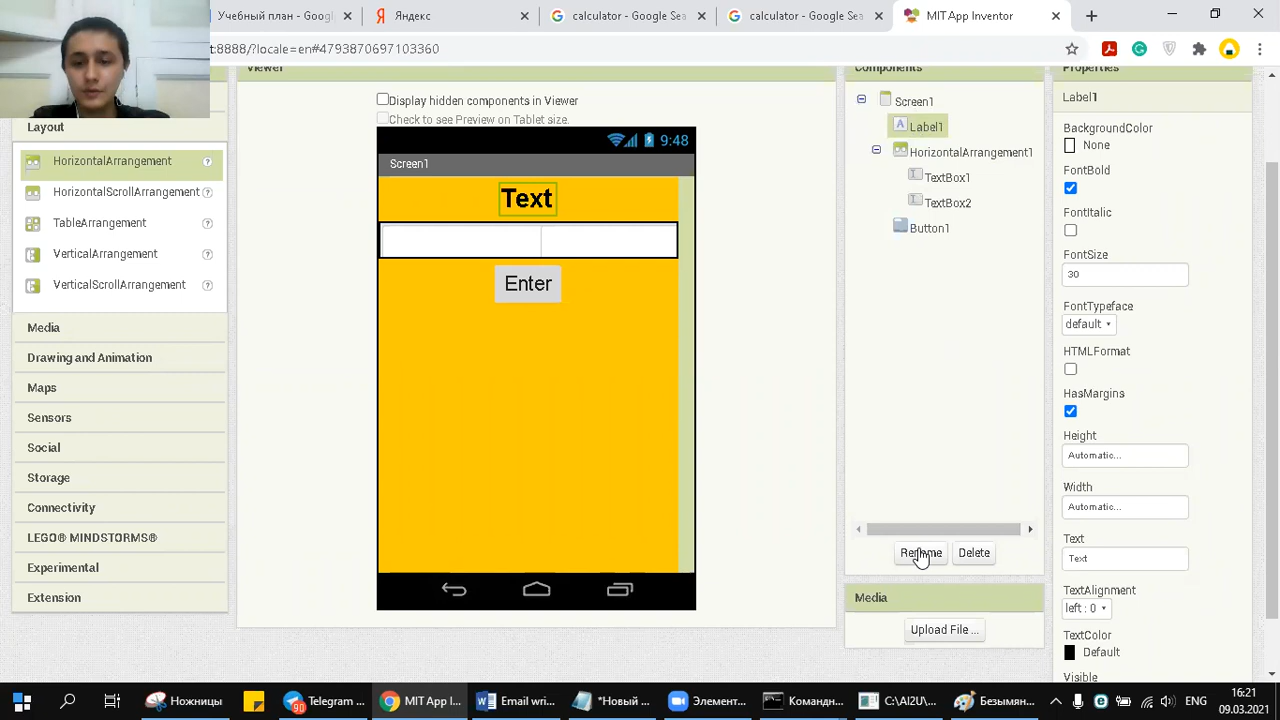 Учебный план - Googl
Яндекс
calculator - Google Sea
calculator - Google Sea
MIT App Inventor
t:8888/?locale=en#4793870697103360
Viewer
Components
Properties
Display hidden components in Viewer
Check to see Preview on Tablet size.
9:48
Screen1
Text
Enter
Layout
HorizontalArrangement
HorizontalScrollArrangement
TableArrangement
VerticalArrangement
VerticalScrollArrangement
Media
Drawing and Animation
Maps
Sensors
Social
Storage
Connectivity
LEGO® MINDSTORMS®
Experimental
Extension
Screen1
Label1
HorizontalArrangement1
TextBox1
TextBox2
Button1
Rename
Delete
Media
Upload File ...
Label1
BackgroundColor
None
FontBold
FontItalic
FontSize
30
FontTypeface
default
HTMLFormat
HasMargins
Height
Automatic...
Width
Automatic...
Text
Text
TextAlignment
left : 0
TextColor
Default
Visible
Ножницы
90
Telegram ...
MIT App I...
Email wri...
*Новый ...
Элемент...
Команд...
C:\AI2U...
Безымян...
ENG
16:21
09.03.2021